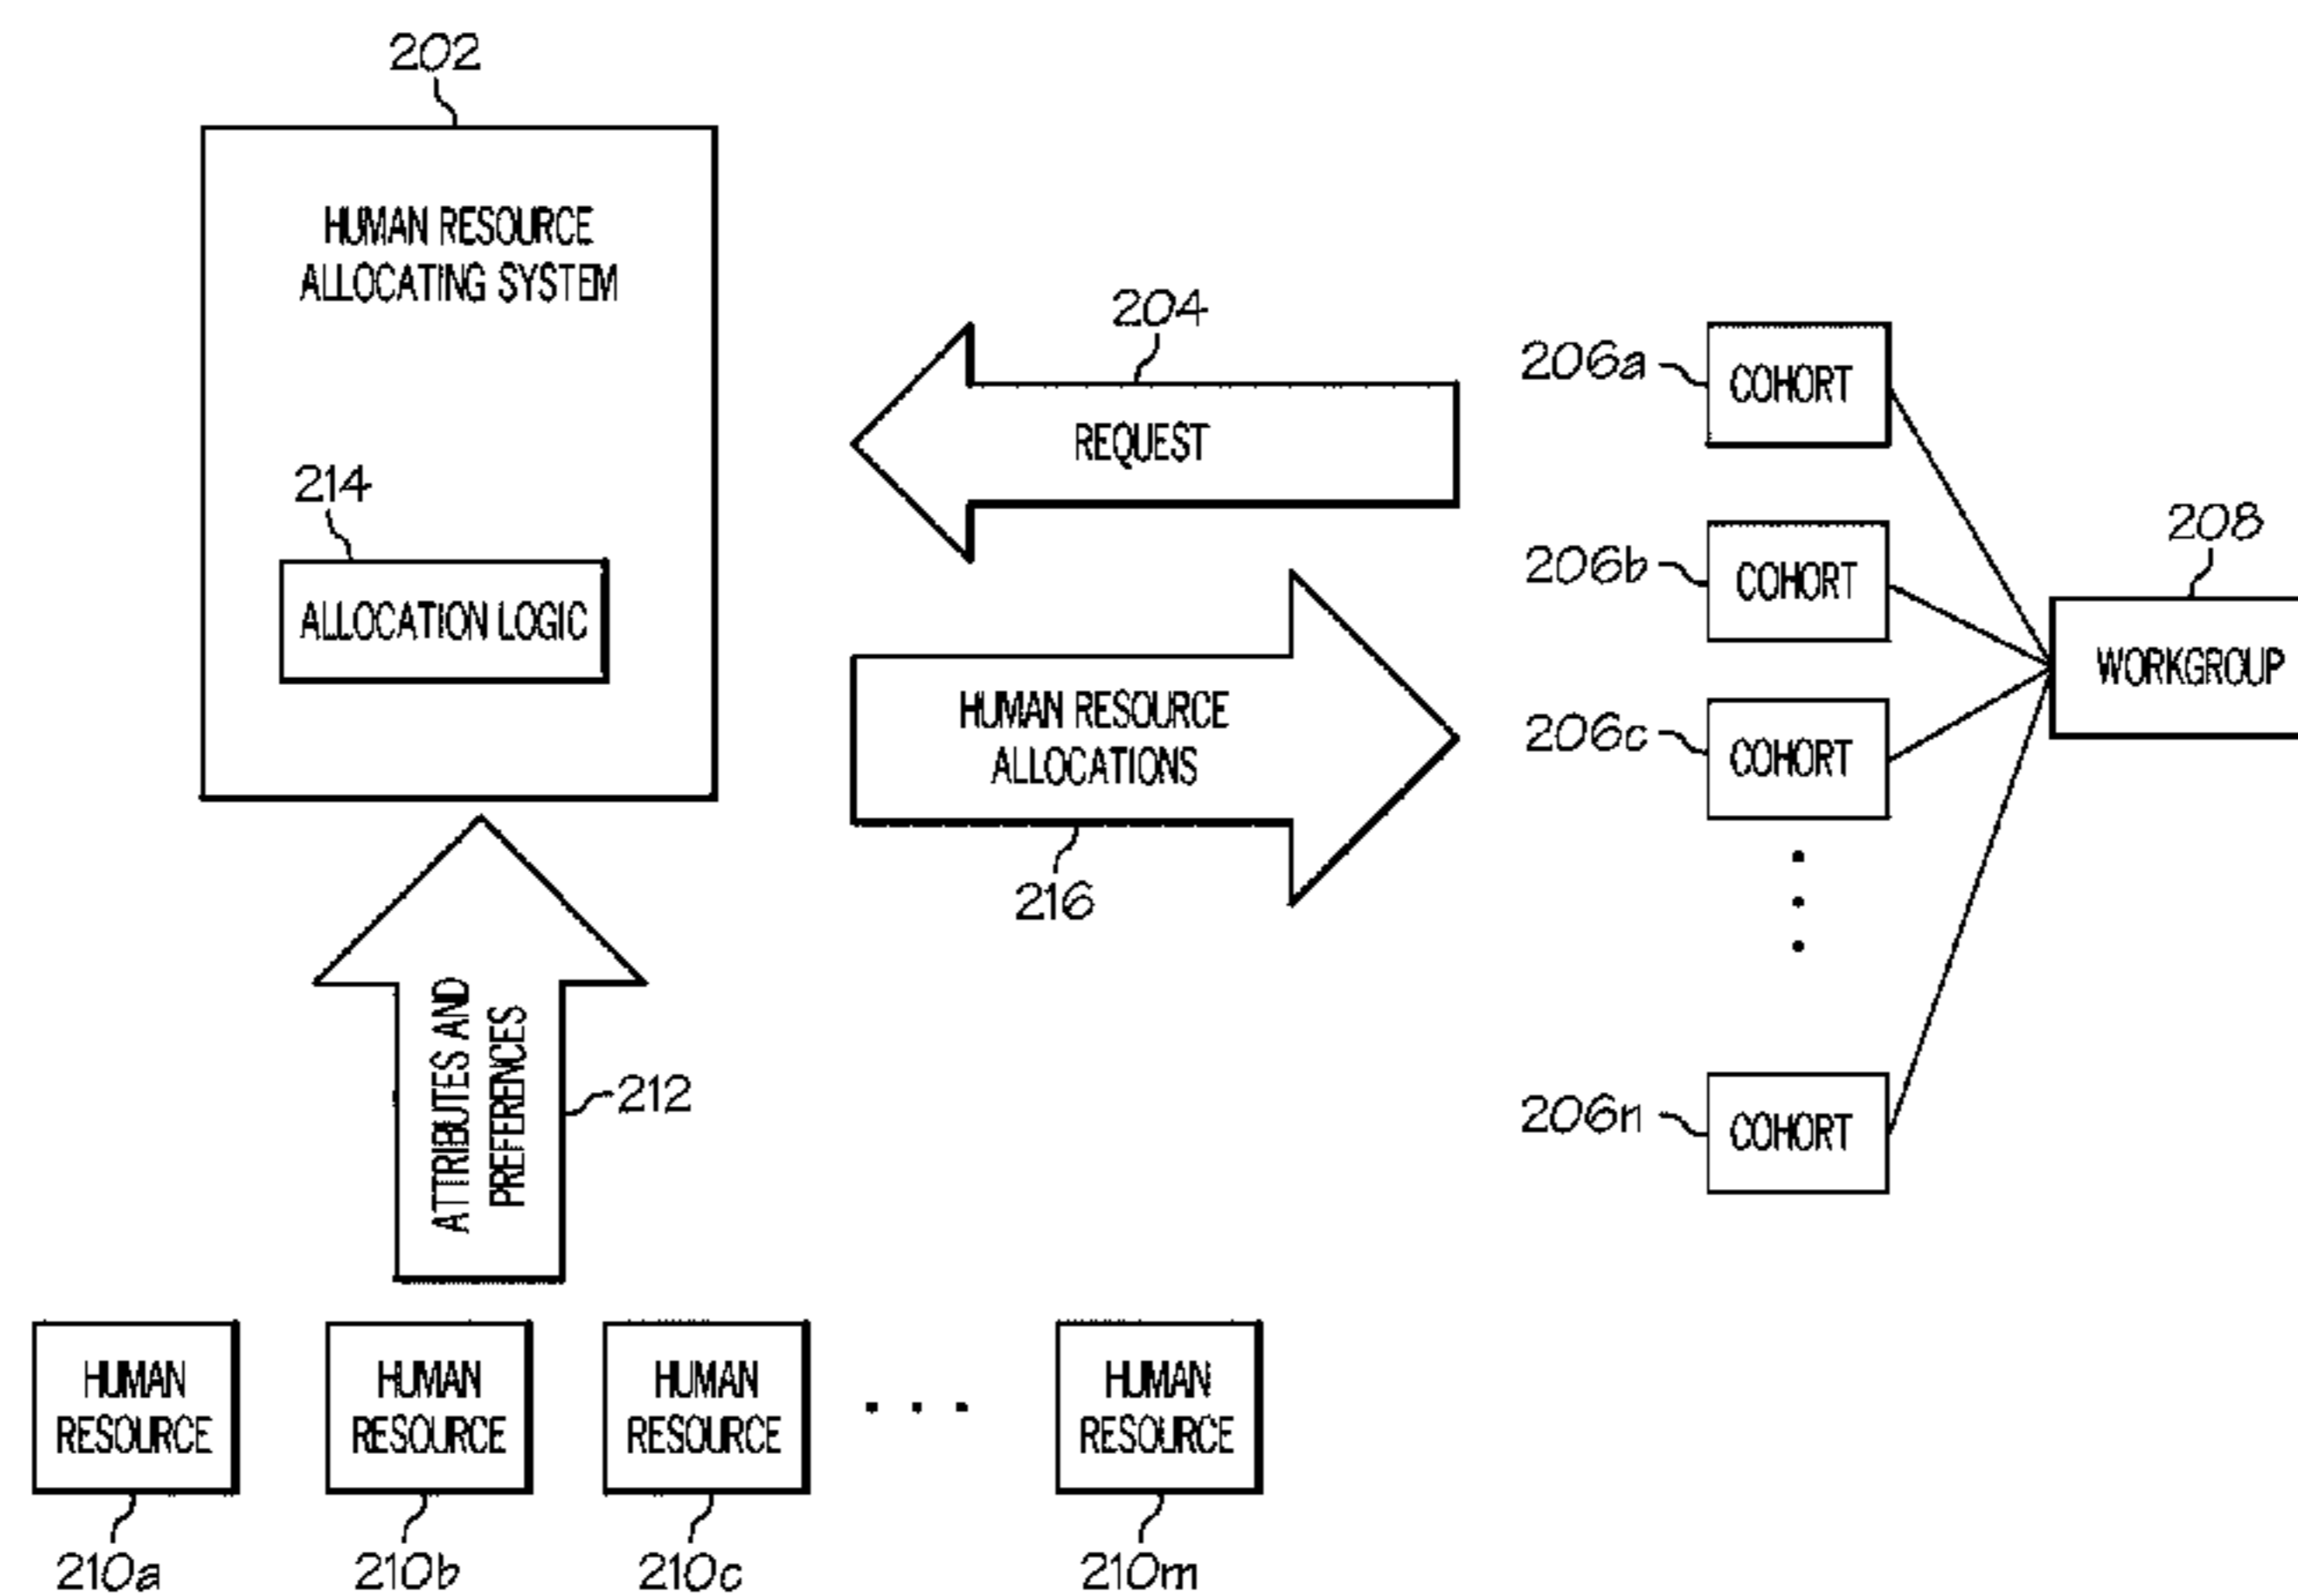 202
HUMAN RESOURCE
ALLOCATING SYSTEM
214
ALLOCATION LOGIC
204
REQUEST
HUMAN RESOURCE
ALLOCATIONS
216
206a
COHORT
206b
COHORT
206c
COHORT
206n
COHORT
208
WORKGROUP
ATTRIBUTES AND
PREFERENCES
212
HUMAN
RESOURCE
210a
HUMAN
RESOURCE
210b
HUMAN
RESOURCE
210c
HUMAN
RESOURCE
210m